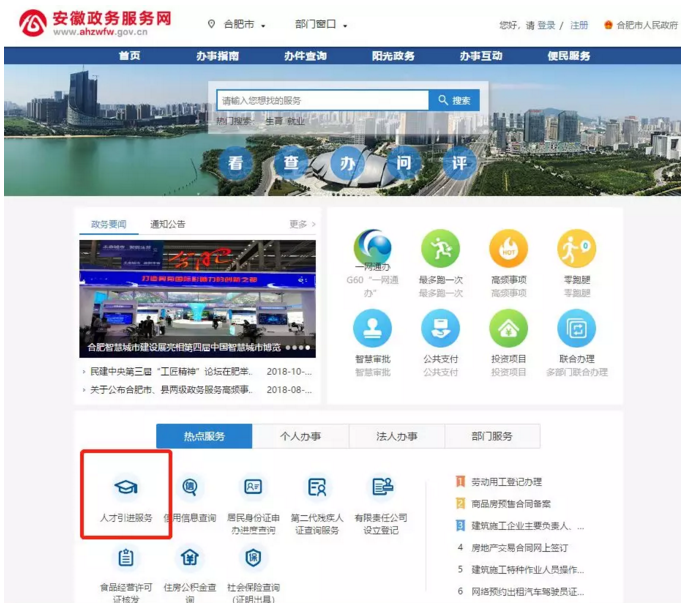 安徽政务服务网
www.ahzwfw.gov.cn
合肥市
部门窗口
您好，请 登录 / 注册
合肥市人民政府
首页
办事指南
办件查询
阳光政务
办事互动
便民服务
请输入您想找的服务
搜索
热门搜索: 生育 就业
看 查 办 问 评
政务要闻
通知公告
更多 >
合肥
打造具有国际影响力的创新之都
合肥智慧城市建设展亮相第四届中国智慧城市博览
民建中央第三届“工匠精神”论坛在肥举.. 2018-10-...
关于公布合肥市、县两级政务服务高频事.. 2018-08-...
一网通办
G60“一网通
办”
最多跑一次
最多跑一次
HOT
高频事项
高频事项
0
零跑腿
零跑腿
智慧审批
智慧审批
公共支付
公共支付
投资项目
投资项目
联合办理
多部门联合办理
热点服务
个人办事
法人办事
部门服务
人才引进服务
信用信息查询
居民身份证申
办进度查询
第二代残疾人
证查询服务
有限责任公司
设立登记
食品经营许可
证核发
住房公积金查
询
社会保险查询
（证明出具）
1 劳动用工登记办理
2 商品房预售合同备案
3 建筑施工企业主要负责人、...
4 房地产交易合同网上签订
5 建筑施工特种作业人员操作...
6 网络预约出租汽车驾驶员证...